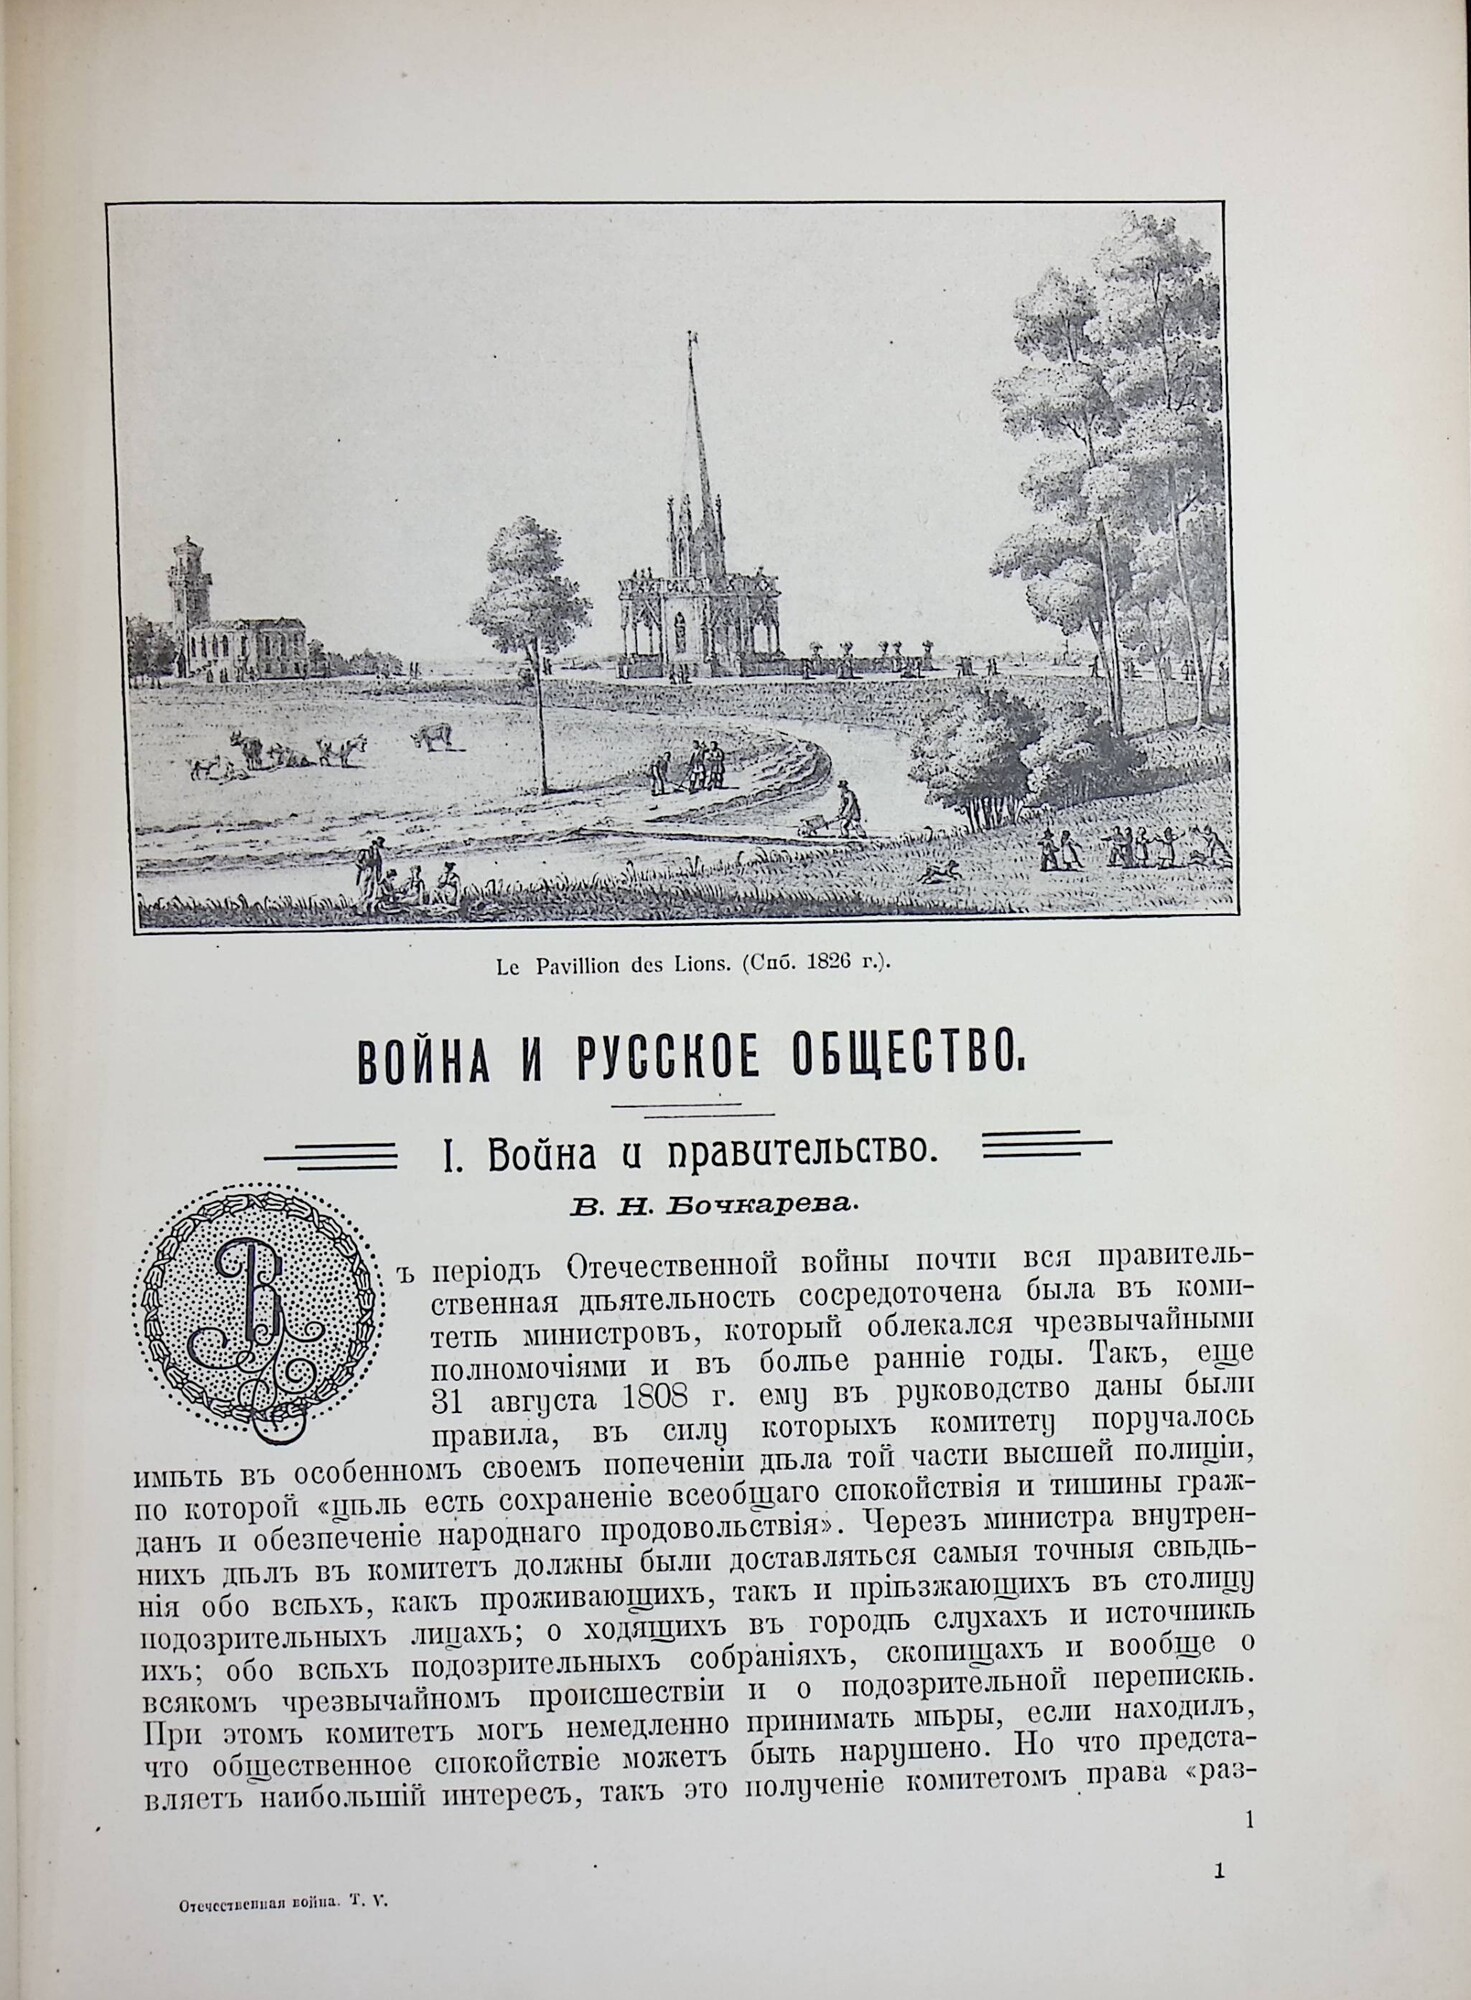 Le Pavillion des Lions. (Спб. 1826 г.).
ВОЙНА И РУССКОЕ ОБЩЕСТВО.
I. Война и правительство.
В. Н. Бочкарева.
Въ періодъ Отечественной войны почти вся правитель-
ственная дѣятельность сосредоточена была въ коми-
тетѣ министровъ, который облекался чрезвычайными
полномочіями и въ болѣе ранніе годы. Такъ, еще
31 августа 1808 г. ему въ руководство даны были
правила, въ силу которыхъ комитету поручалось
имѣть въ особенномъ своемъ попеченіи дѣла той части высшей полиціи,
по которой «цѣль есть сохраненіе всеобщаго спокойствія и тишины граж-
данъ и обезпеченіе народнаго продовольствія». Черезъ министра внутрен-
нихъ дѣлъ въ комитетъ должны были доставляться самыя точныя свѣдѣ-
нія обо всѣхъ, какъ проживающихъ, такъ и пріѣзжающихъ въ столицу
подозрительныхъ лицахъ; о ходящихъ въ городѣ слухахъ и источникѣ
ихъ; обо всѣхъ подозрительныхъ собраніяхъ, скопищахъ и вообще о
всякомъ чрезвычайномъ происшествіи и о подозрительной перепискѣ.
При этомъ комитетъ могъ немедленно принимать мѣры, если находилъ,
что общественное спокойствіе можетъ быть нарушено. Но что предста-
вляетъ наибольшій интересъ, такъ это полученіе комитетомъ права «раз-
1
1
Отечественная война. Т. V.